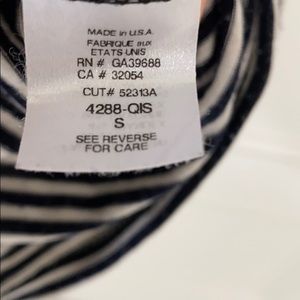 MADE IN U.S.A.
FABRIQUE aux
ETATS UNIS
RN # GA39688
CA # 32054
CUT# 52313A
4288-QIS
S
SEE REVERSE
FOR CARE